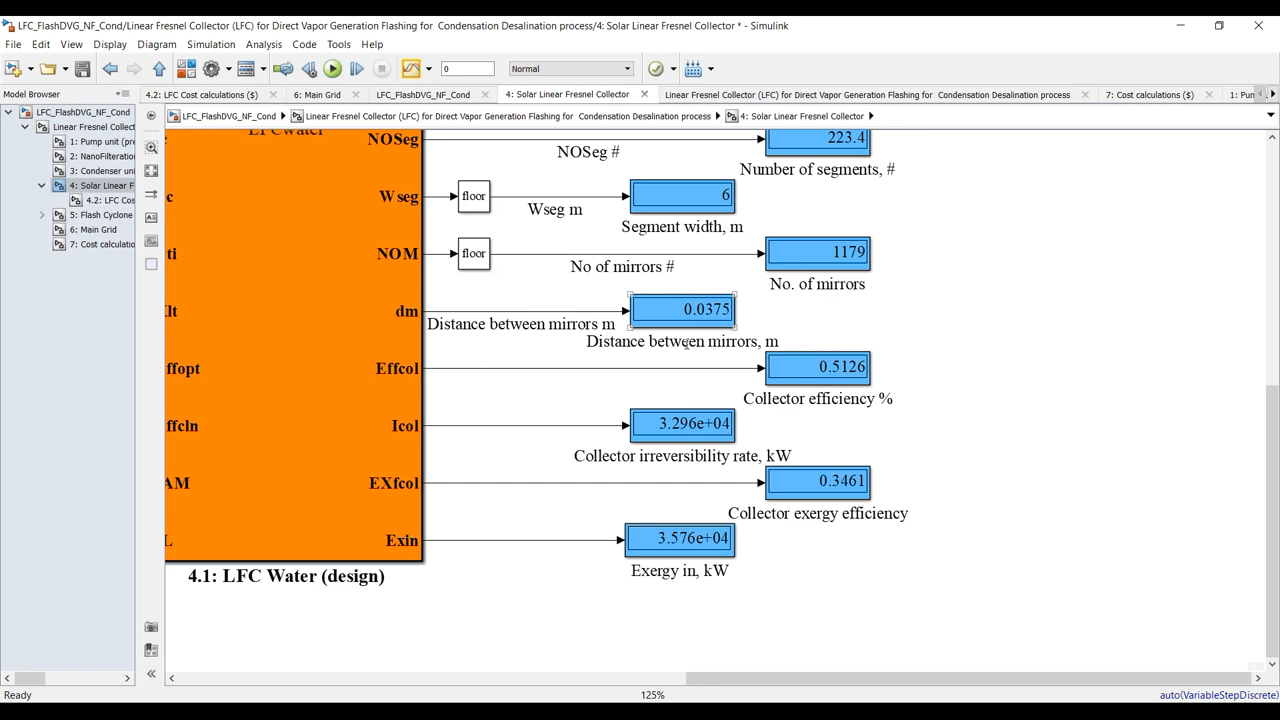 LFC_FlashDVG_NF_Cond/Linear Fresnel Collector (LFC) for Direct Vapor Generation Flashing for Condensation Desalination process/4: Solar Linear Fresnel Collector * - Simulink
File Edit View Display Diagram Simulation Analysis Code Tools Help
0 Normal
Model Browser
4.2: LFC Cost calculations ($) 6: Main Grid LFC_FlashDVG_NF_Cond 4: Solar Linear Fresnel Collector Linear Fresnel Collector (LFC) for Direct Vapor Generation Flashing for Condensation Desalination process 7: Cost calculations ($) 1: Pun
LFC_FlashDVG_NF_Cond Linear Fresnel Collector (LFC) for Direct Vapor Generation Flashing for Condensation Desalination process 4: Solar Linear Fresnel Collector
LFC_FlashDVG_NF_Cond
Linear Fresnel Collect
1: Pump unit (pre
2: NanoFilteration
3: Condenser uni
4: Solar Linear F
4.2: LFC Cos
5: Flash Cyclone
6: Main Grid
7: Cost calculatio
LFCwater
NOSeg
NOSeg #
223.4
Number of segments, #
c
Wseg
floor
Wseg m
6
Segment width, m
ti
NOM
floor
No of mirrors #
1179
No. of mirrors
lt
dm
Distance between mirrors m
0.0375
Distance between mirrors, m
ffopt
Effcol
0.5126
Collector efficiency %
ffcln
Icol
3.296e+04
Collector irreversibility rate, kW
AM
EXfcol
0.3461
Collector exergy efficiency
L
Exin
3.576e+04
Exergy in, kW
4.1: LFC Water (design)
Ready 125% auto(VariableStepDiscrete)